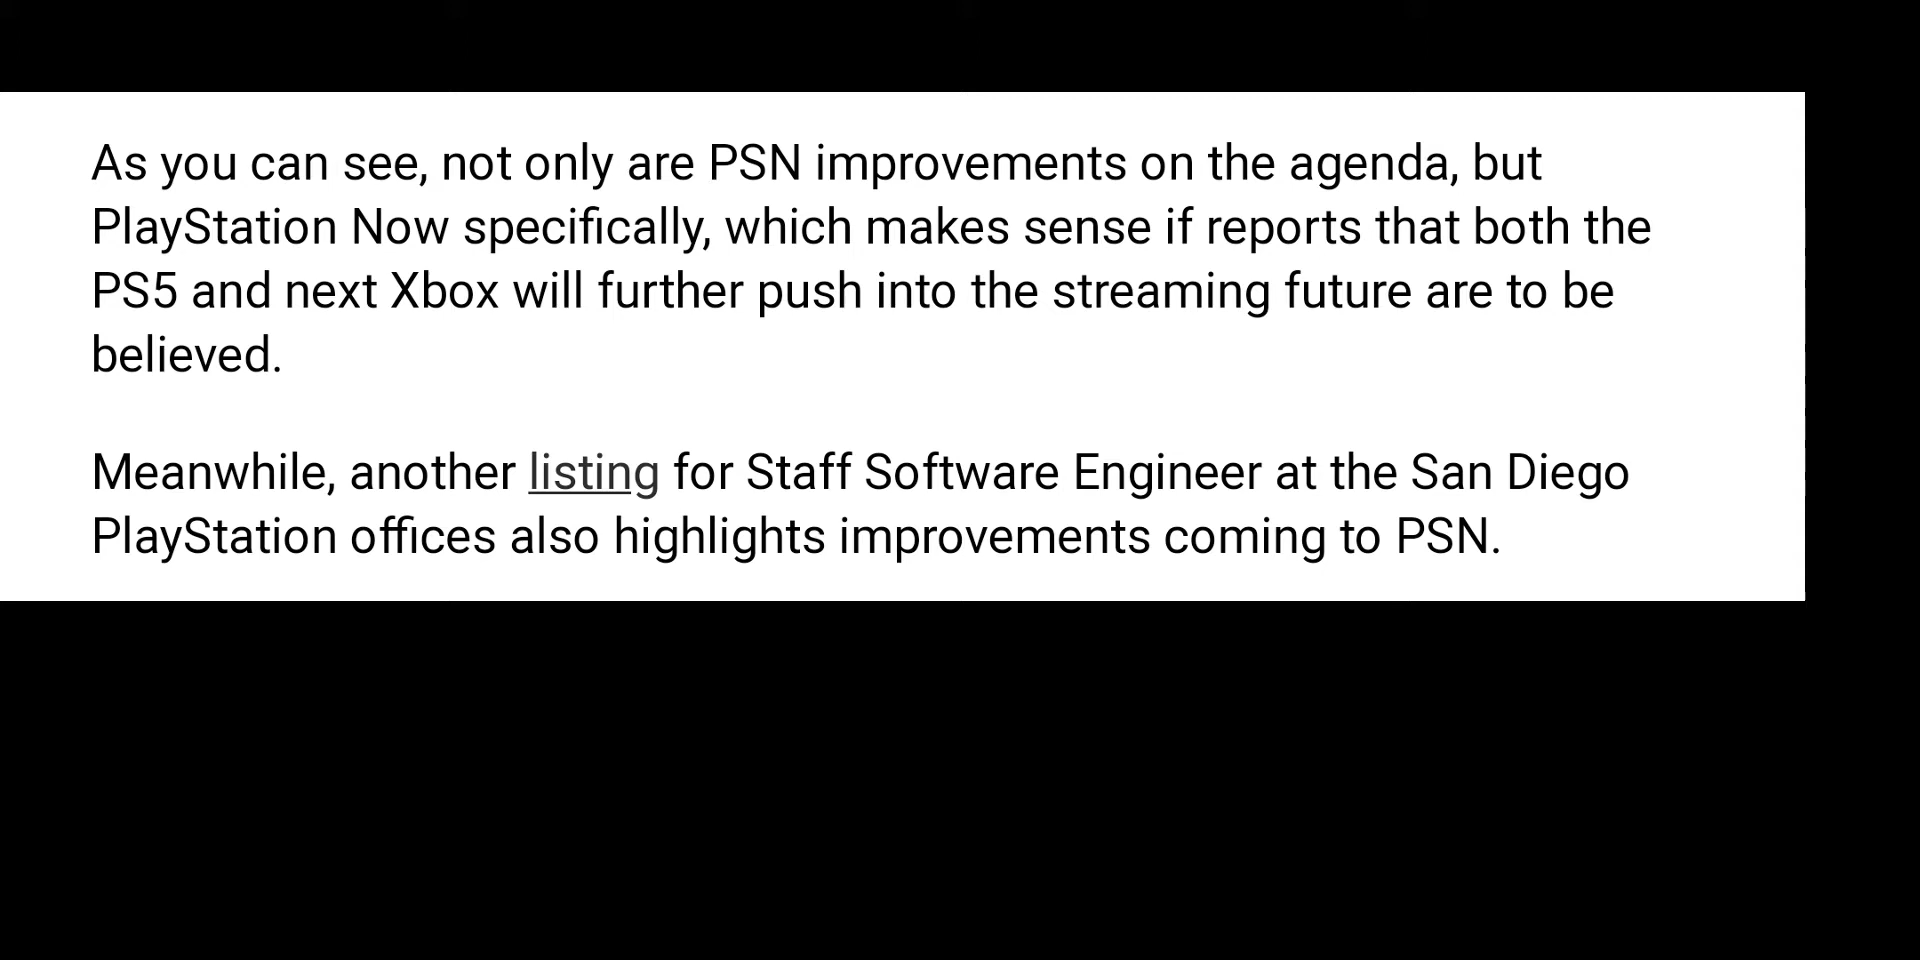 As you can see, not only are PSN improvements on the agenda, but
PlayStation Now specifically, which makes sense if reports that both the
PS5 and next Xbox will further push into the streaming future are to be
believed.
Meanwhile, another listing for Staff Software Engineer at the San Diego
PlayStation offices also highlights improvements coming to PSN.